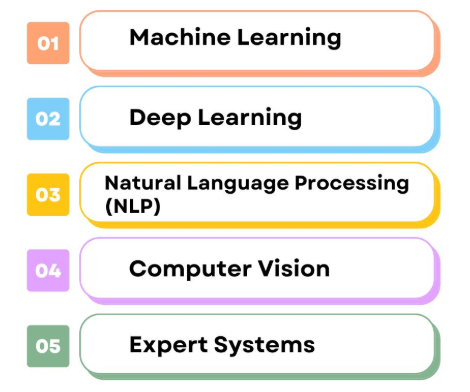 01 Machine Learning
02 Deep Learning
03 Natural Language Processing
(NLP)
04 Computer Vision
05 Expert Systems